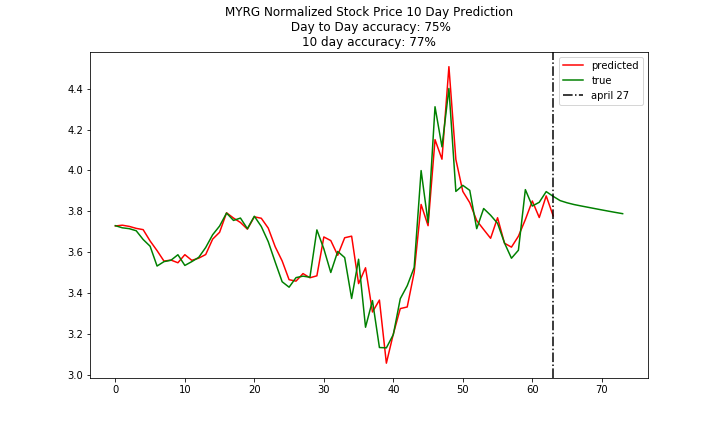 MYRG Normalized Stock Price 10 Day Prediction
Day to Day accuracy: 75%
10 day accuracy: 77%
predicted
true
april 27
4.4
4.2
4.0
3.8
3.6
3.4
3.2
3.0
0 10 20 30 40 50 60 70